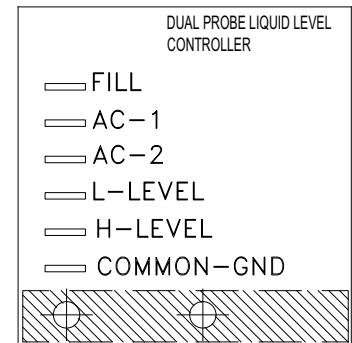 DUAL PROBE LIQUID LEVEL
CONTROLLER
FILL
AC-1
AC-2
L-LEVEL
H-LEVEL
COMMON-GND